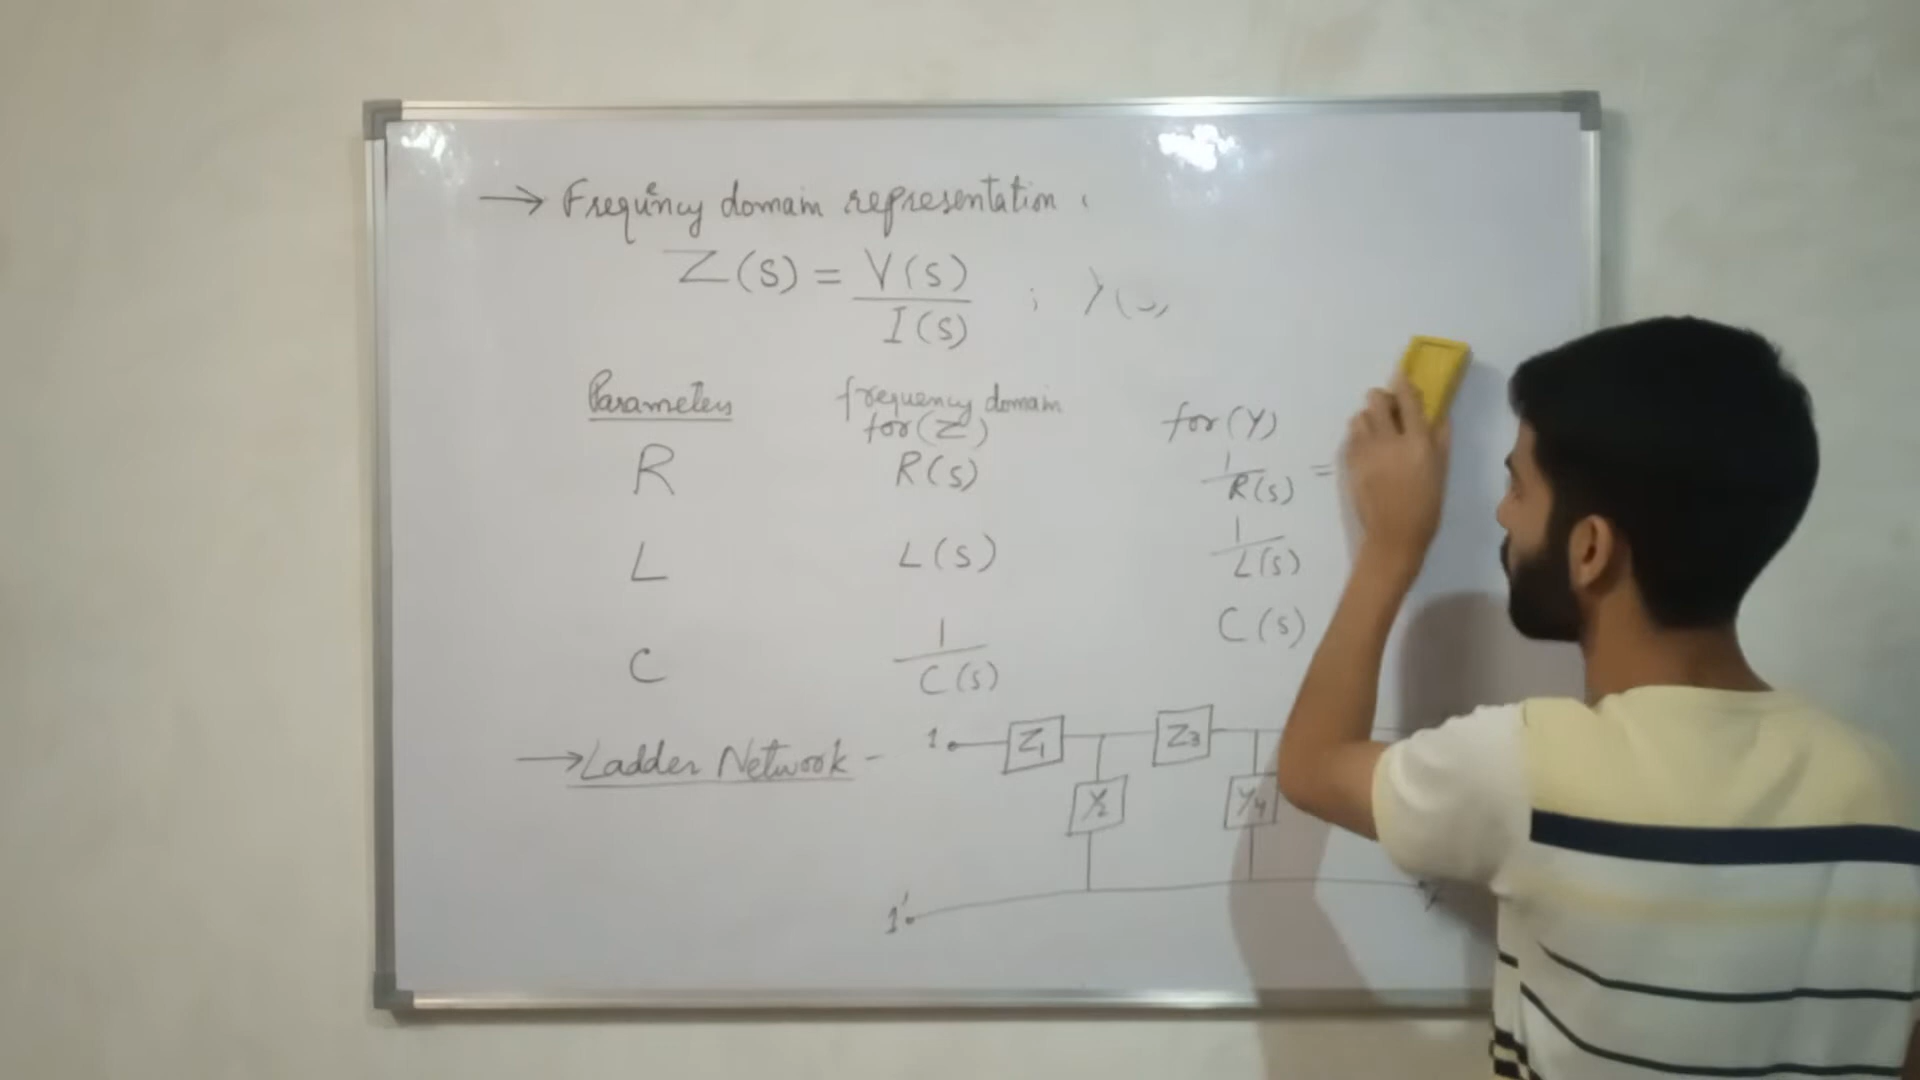 → Frequency domain representation .
Z(s) = V(s) / I(s) ; Y(s)
Parameters frequency domain for (Z) for (Y)
R R(s) 1/R(s) =
L L(s) 1/L(s)
C 1/C(s) C(s)
→ Ladder Network -
1 Z1 Z3
Y2 Y4
1'